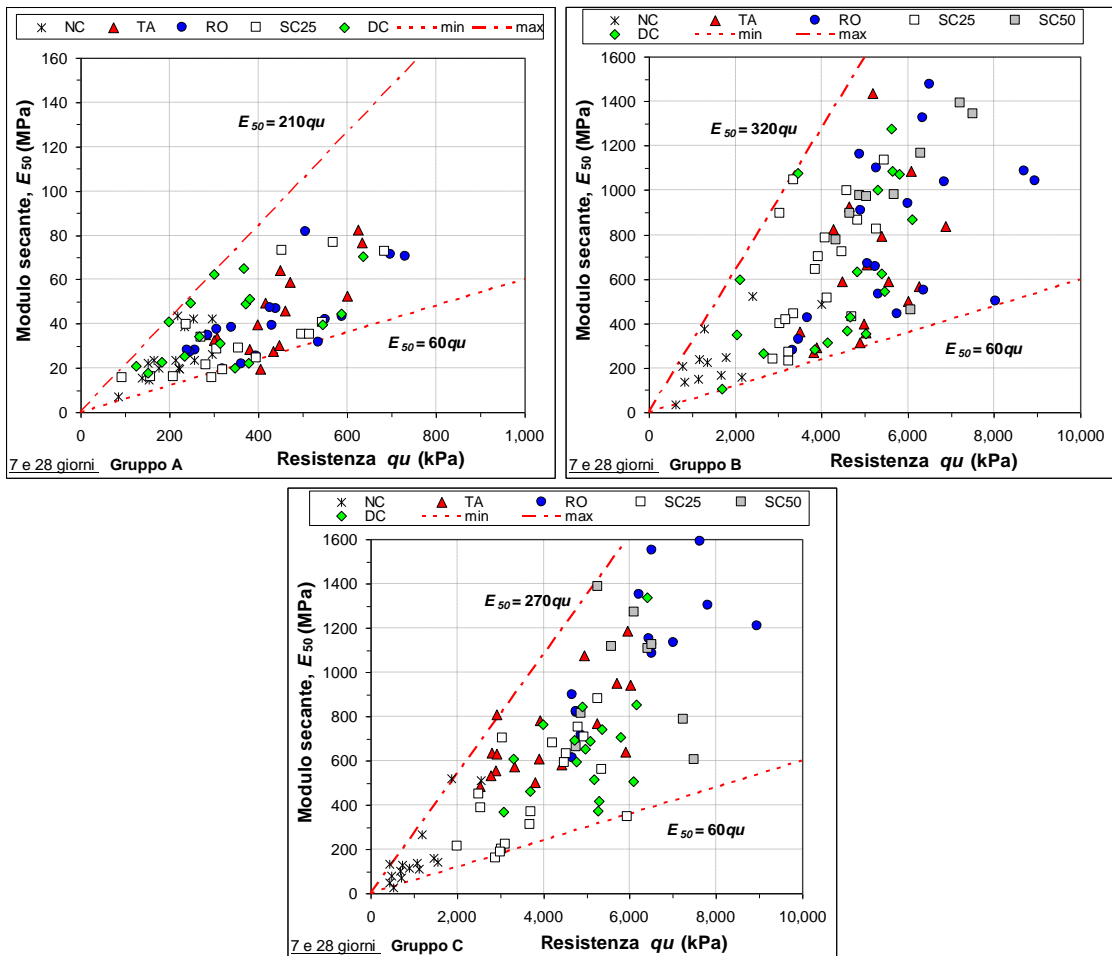 NC TA RO SC25 DC min max
160
140
120
100
80
60
40
20
0
Modulo secante, E50 (MPa)
E50 = 210qu
E50 = 60qu
0 200 400 600 800 1,000
7 e 28 giorni Gruppo A Resistenza qu (kPa)
NC TA RO SC25 SC50
DC min max
1600
1400
1200
1000
800
600
400
200
0
Modulo secante, E50 (MPa)
E50 = 320qu
E50 = 60qu
0 2,000 4,000 6,000 8,000 10,000
7 e 28 giorni Gruppo B Resistenza qu (kPa)
NC TA RO SC25 SC50
DC min max
1600
1400
1200
1000
800
600
400
200
0
Modulo secante, E50 (MPa)
E50 = 270qu
E50 = 60qu
0 2,000 4,000 6,000 8,000 10,000
7 e 28 giorni Gruppo C Resistenza qu (kPa)